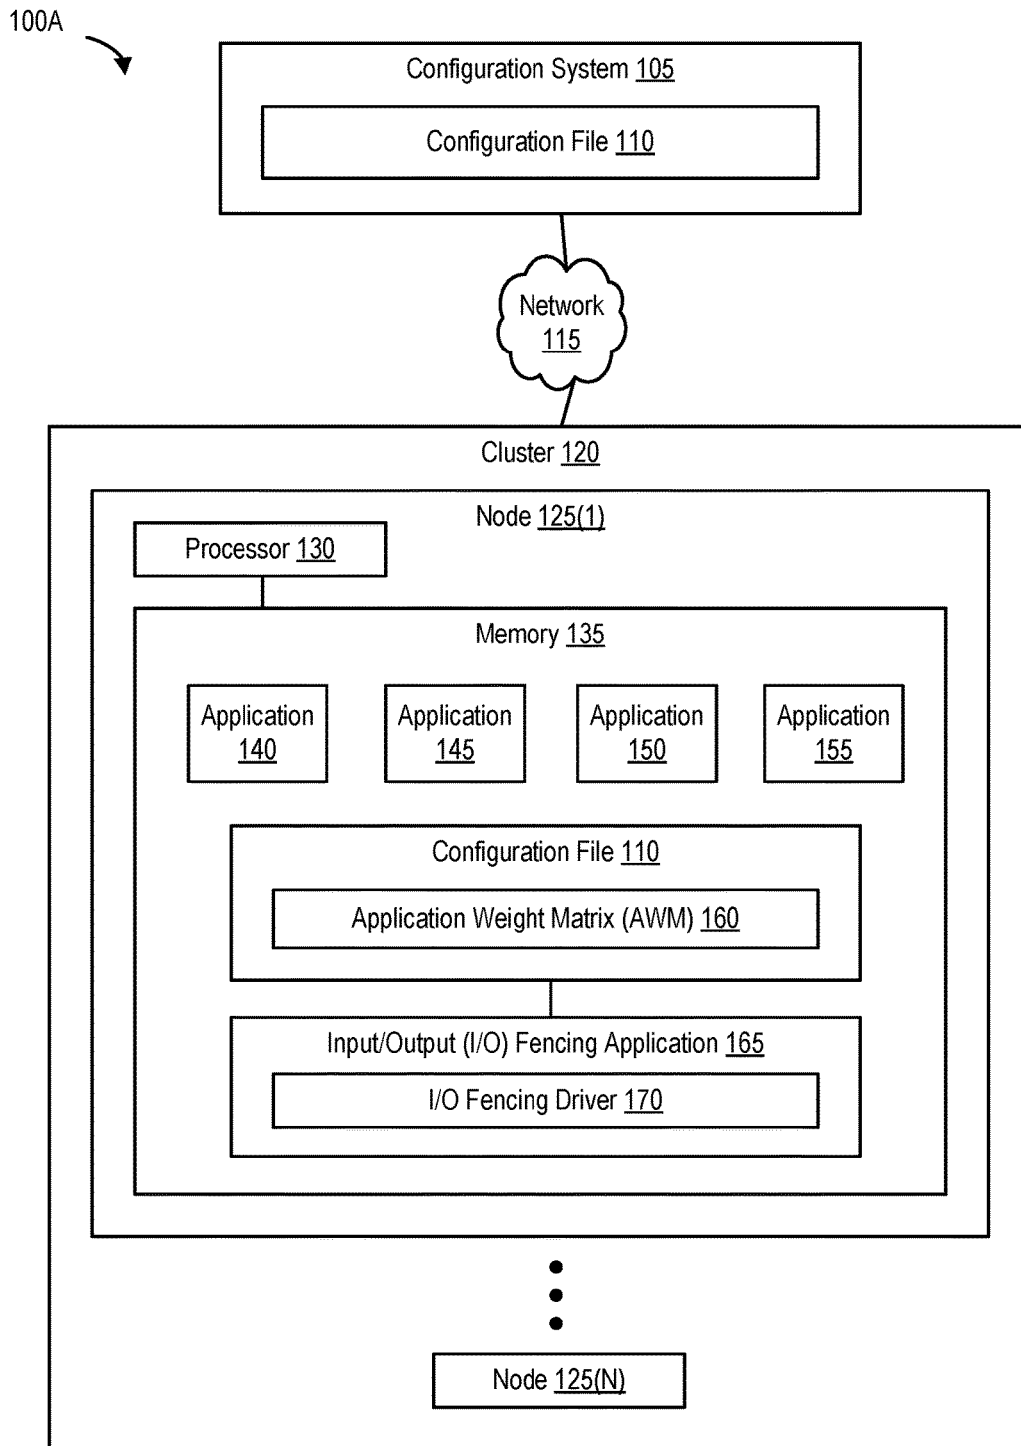 100A
Configuration System 105
Configuration File 110
Network
115
Cluster 120
Node 125(1)
Processor 130
Memory 135
Application
140
Application
145
Application
150
Application
155
Configuration File 110
Application Weight Matrix (AWM) 160
Input/Output (I/O) Fencing Application 165
I/O Fencing Driver 170
Node 125(N)